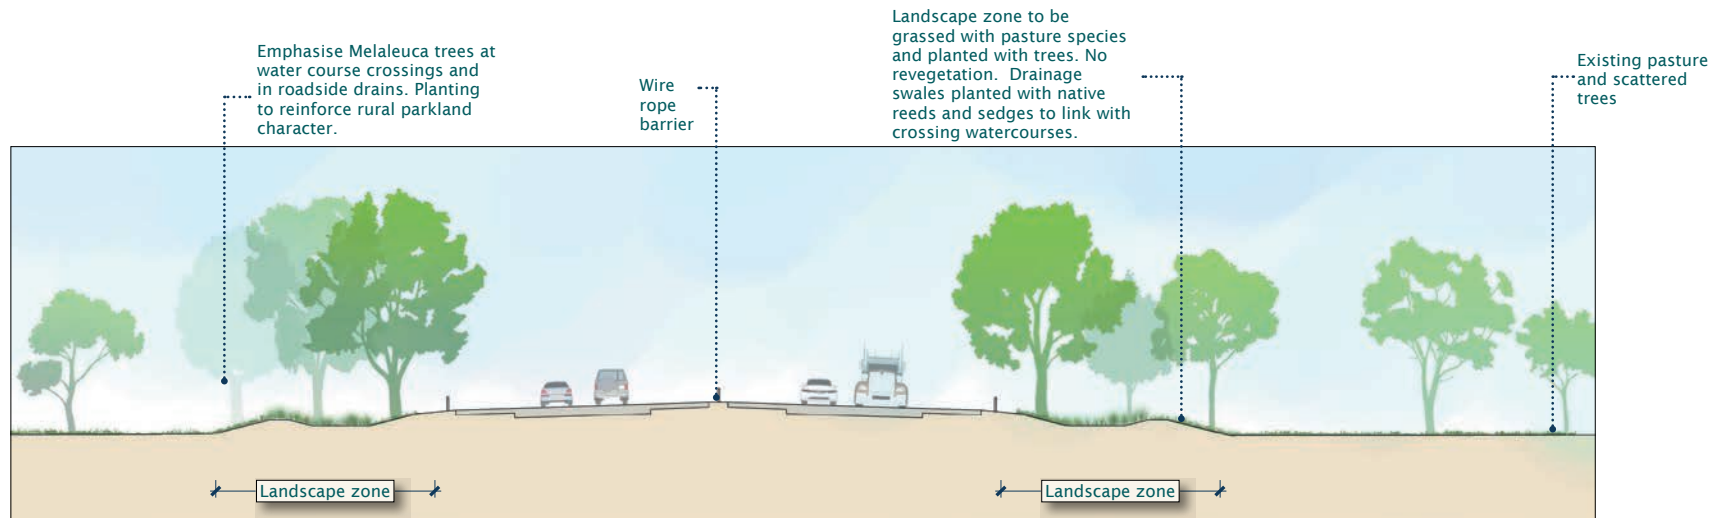 Emphasise Melaleuca trees at
water course crossings and
in roadside drains. Planting
to reinforce rural parkland
character.
Wire
rope
barrier
Landscape zone to be
grassed with pasture species
and planted with trees. No
revegetation.  Drainage
swales planted with native
reeds and sedges to link with
crossing watercourses.
Existing pasture
and scattered
trees
Landscape zone
Landscape zone